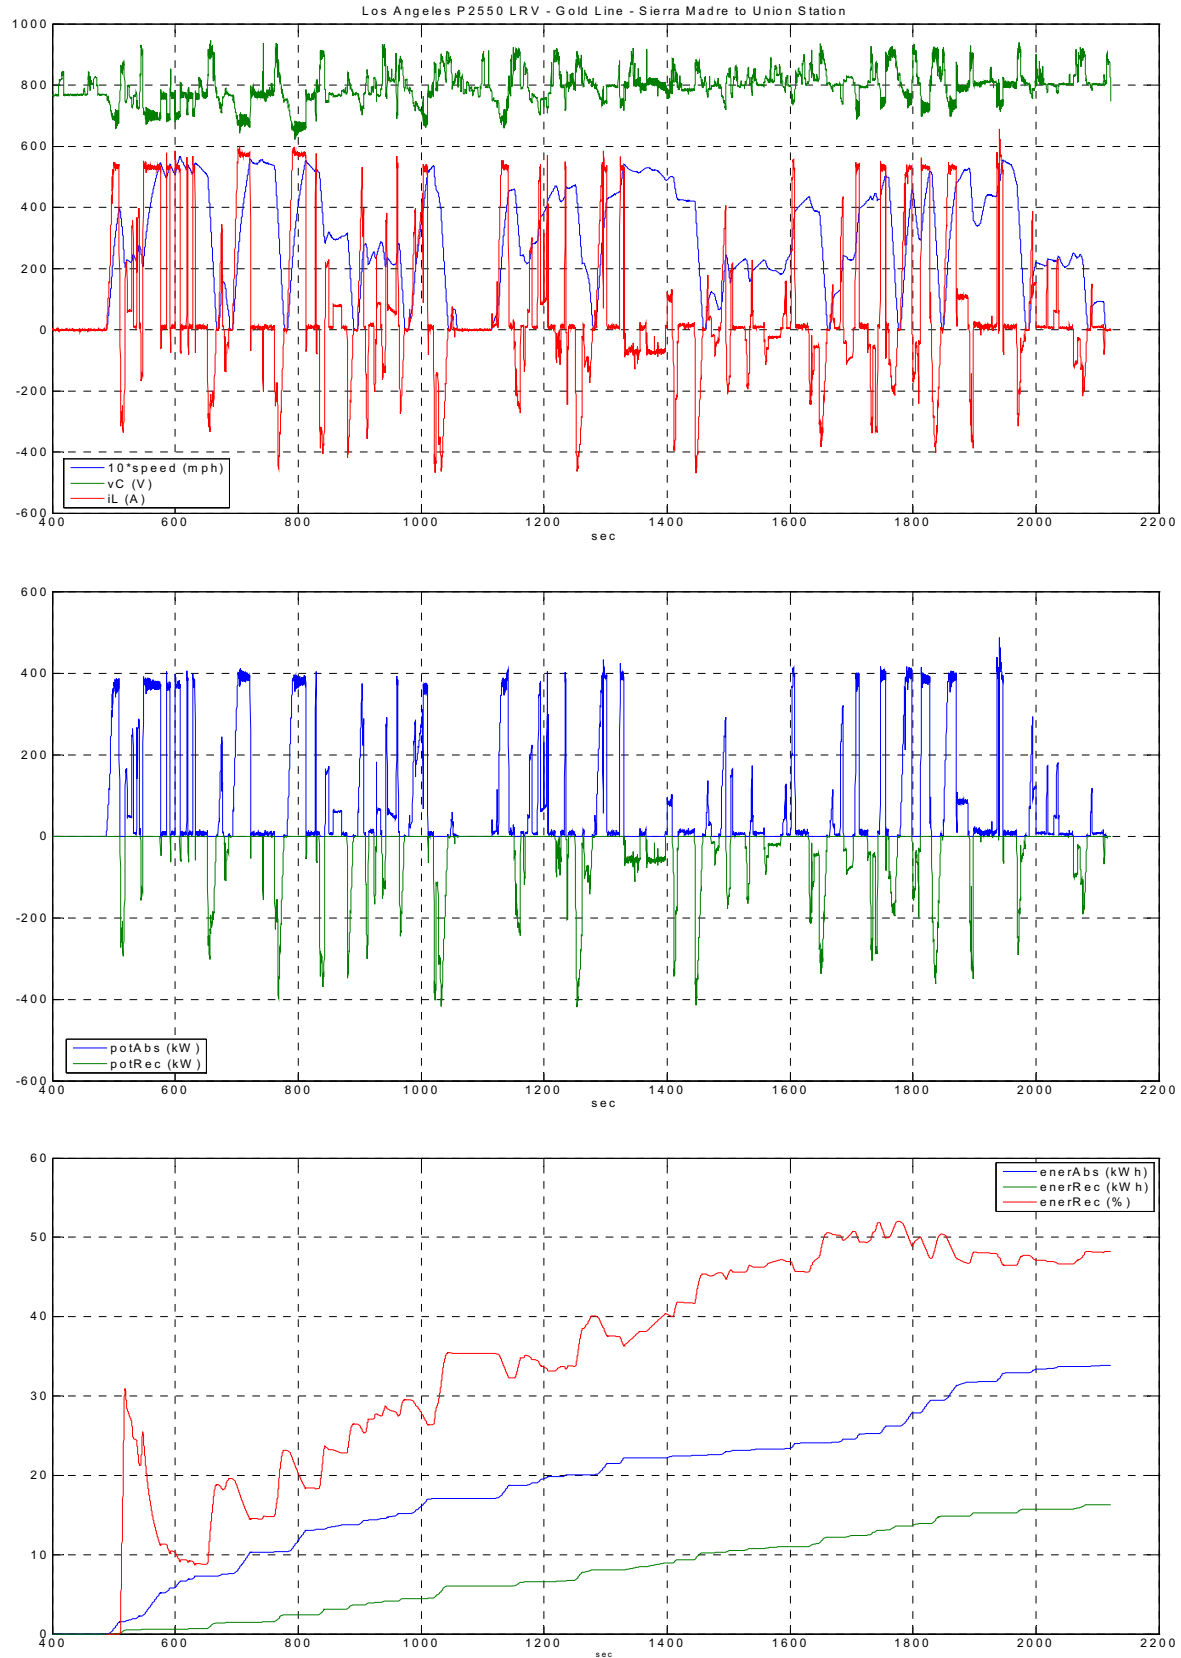 Los Angeles P2550 LRV - Gold Line - Sierra Madre to Union Station
1000
800
600
400
200
0
-200
-400
-600
10*speed (mph)
vC (V)
iL (A)
400 600 800 1000 1200 1400 1600 1800 2000 2200
sec
600
400
200
0
-200
-400
-600
potAbs (kW)
potRec (kW)
400 600 800 1000 1200 1400 1600 1800 2000 2200
sec
60
50
40
30
20
10
0
enerAbs (kWh)
enerRec (kWh)
enerRec (%)
400 600 800 1000 1200 1400 1600 1800 2000 2200
sec